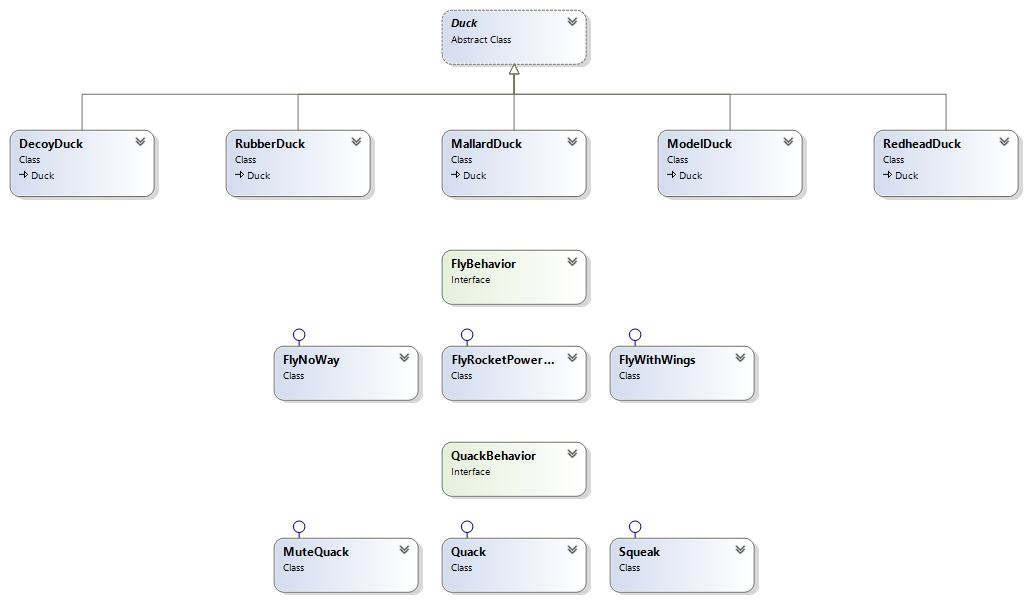 Duck
Abstract Class
DecoyDuck
Class
Duck
RubberDuck
Class
Duck
MallardDuck
Class
Duck
ModelDuck
Class
Duck
RedheadDuck
Class
Duck
FlyBehavior
Interface
FlyNoWay
Class
FlyRocketPower...
Class
FlyWithWings
Class
QuackBehavior
Interface
MuteQuack
Class
Quack
Class
Squeak
Class